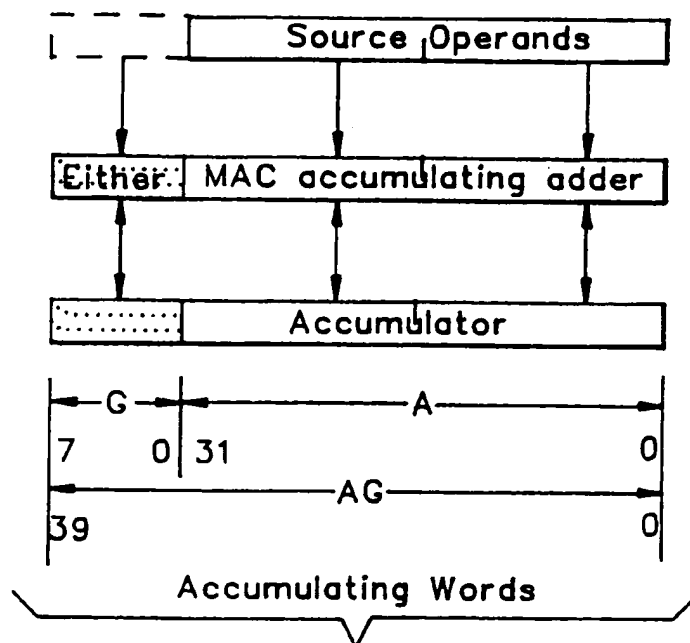 Source Operands
Either MAC accumulating adder
Accumulator
G A
7 0 31 0
AG
39 0
Accumulating Words